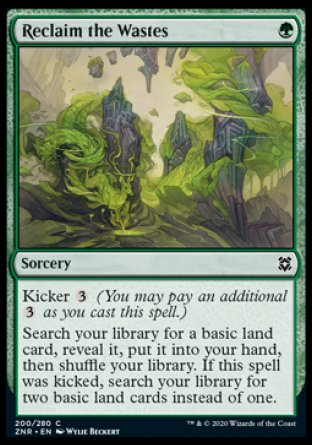 Reclaim the Wastes
Sorcery
Kicker 3 (You may pay an additional
3 as you cast this spell.)
Search your library for a basic land
card, reveal it, put it into your hand,
then shuffle your library. If this spell
was kicked, search your library for
two basic land cards instead of one.
200/280 C
ZNR • EN Wylie Beckert
™ & © 2020 Wizards of the Coast